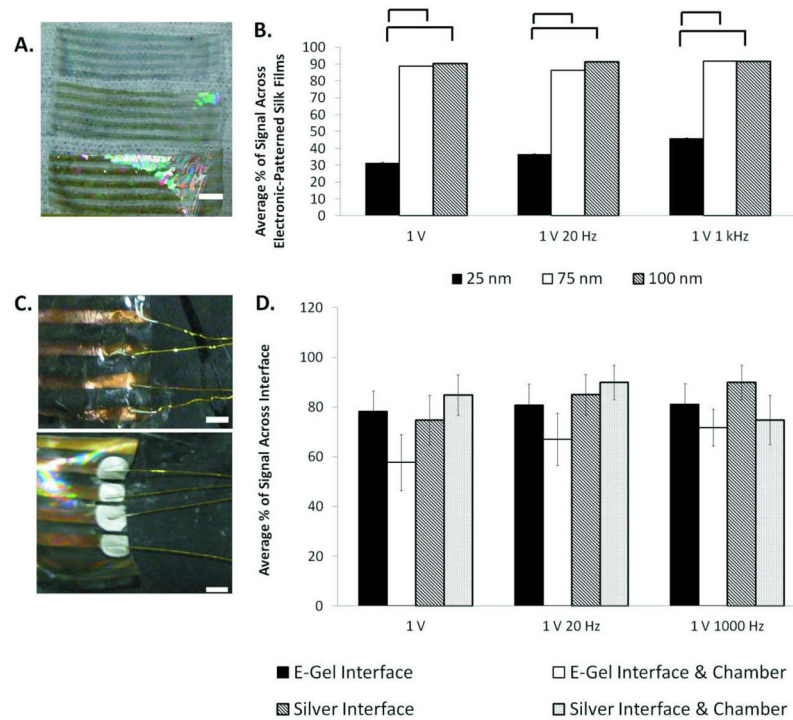 A.
B.
Average % of Signal Across
Electronic-Patterned Silk Films
100
90
80
70
60
50
40
30
20
10
0
1 V
1 V 20 Hz
1 V 1 kHz
25 nm
75 nm
100 nm
C.
D.
Average % of Signal Across Interface
120
100
80
60
40
20
0
1 V
1 V 20 Hz
1 V 1000 Hz
E-Gel Interface
E-Gel Interface & Chamber
Silver Interface
Silver Interface & Chamber